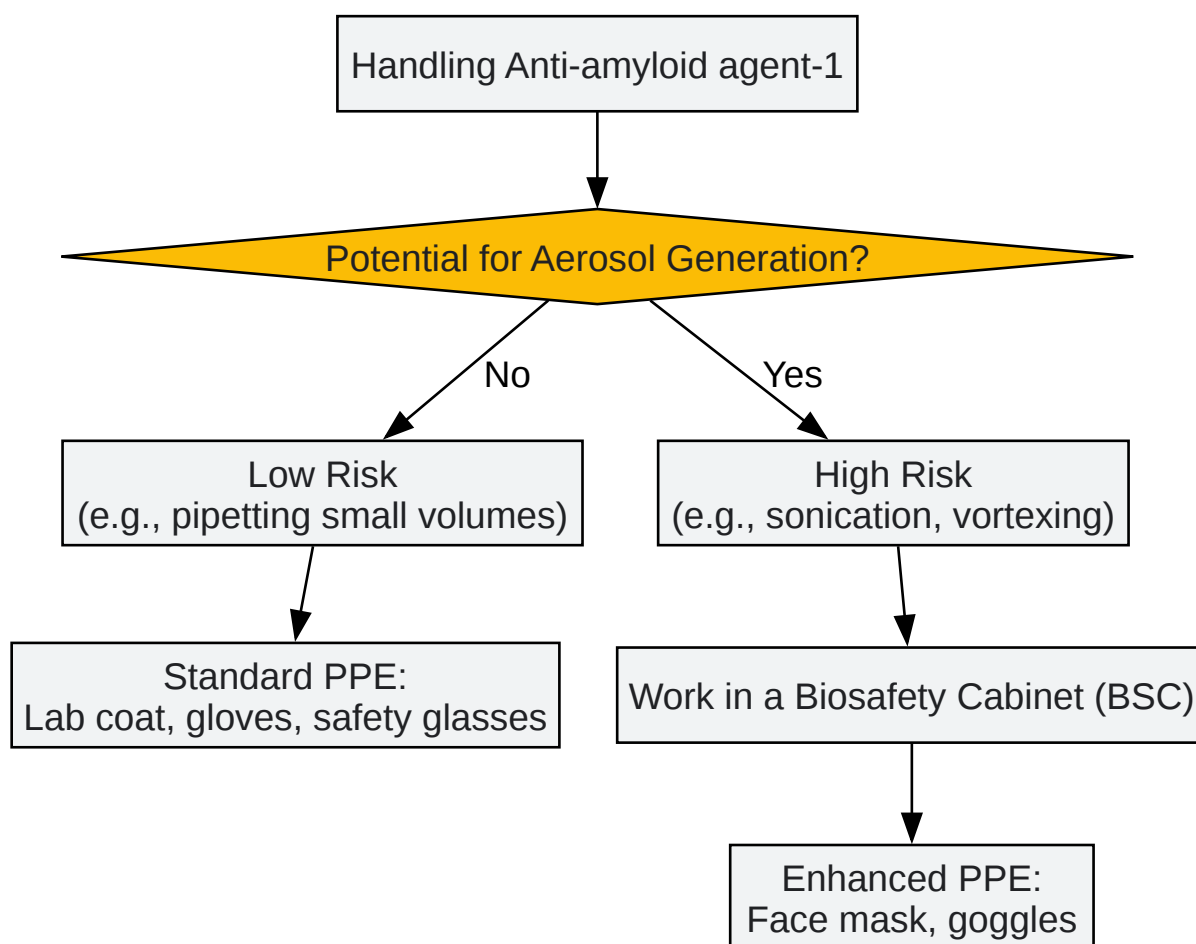 Handling Anti-amyloid agent-1
Potential for Aerosol Generation?
No
Yes
Low Risk
(e.g., pipetting small volumes)
High Risk
(e.g., sonication, vortexing)
Standard PPE:
Lab coat, gloves, safety glasses
Work in a Biosafety Cabinet (BSC)
Enhanced PPE:
Face mask, goggles